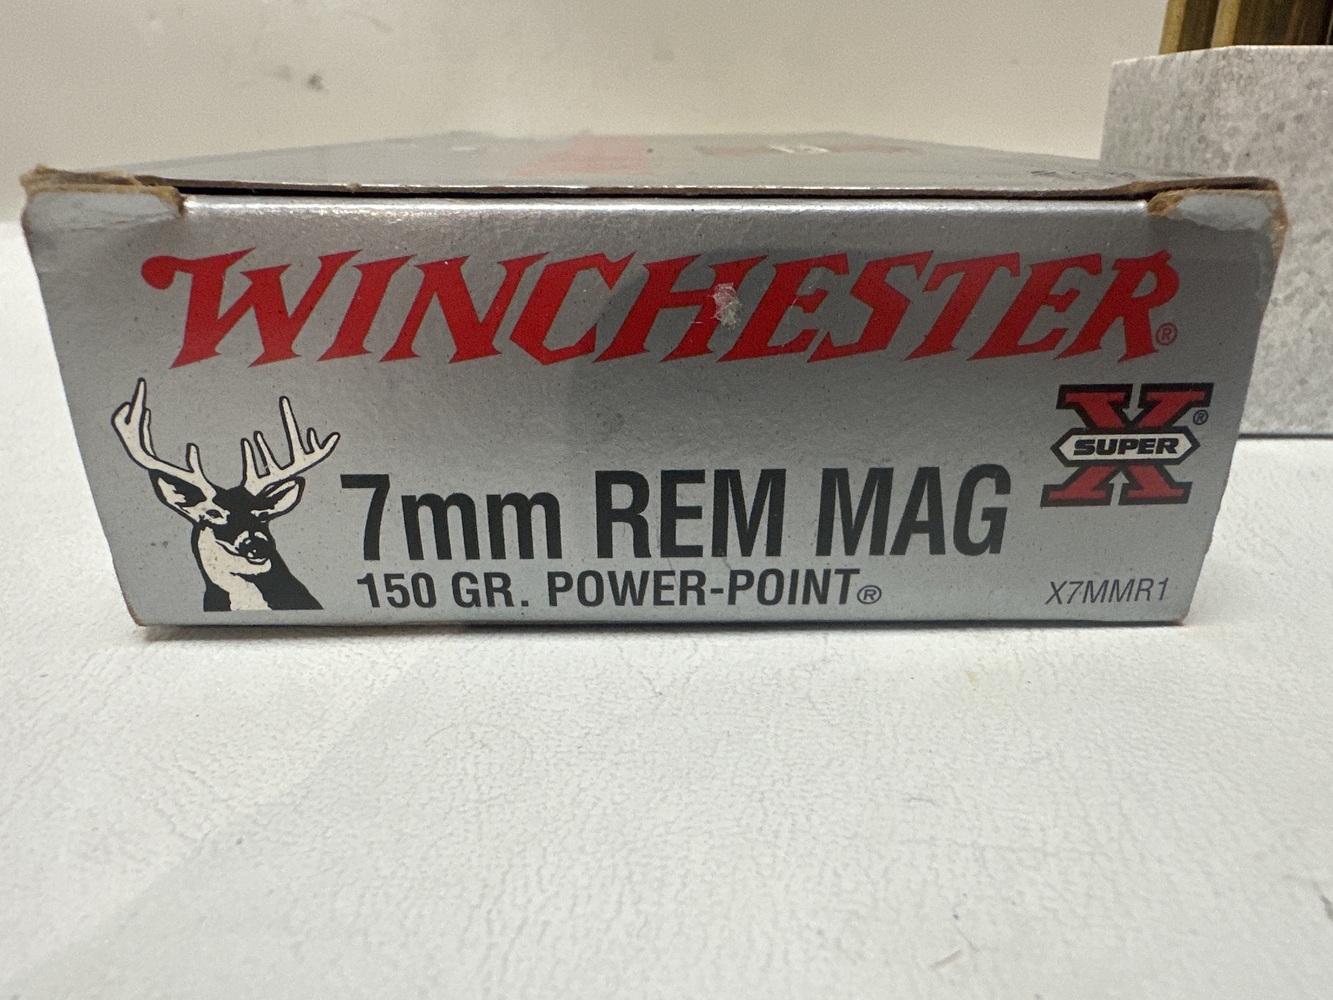 WINCHESTER®
X SUPER ®
7mm REM MAG
150 GR. POWER-POINT®
X7MMR1